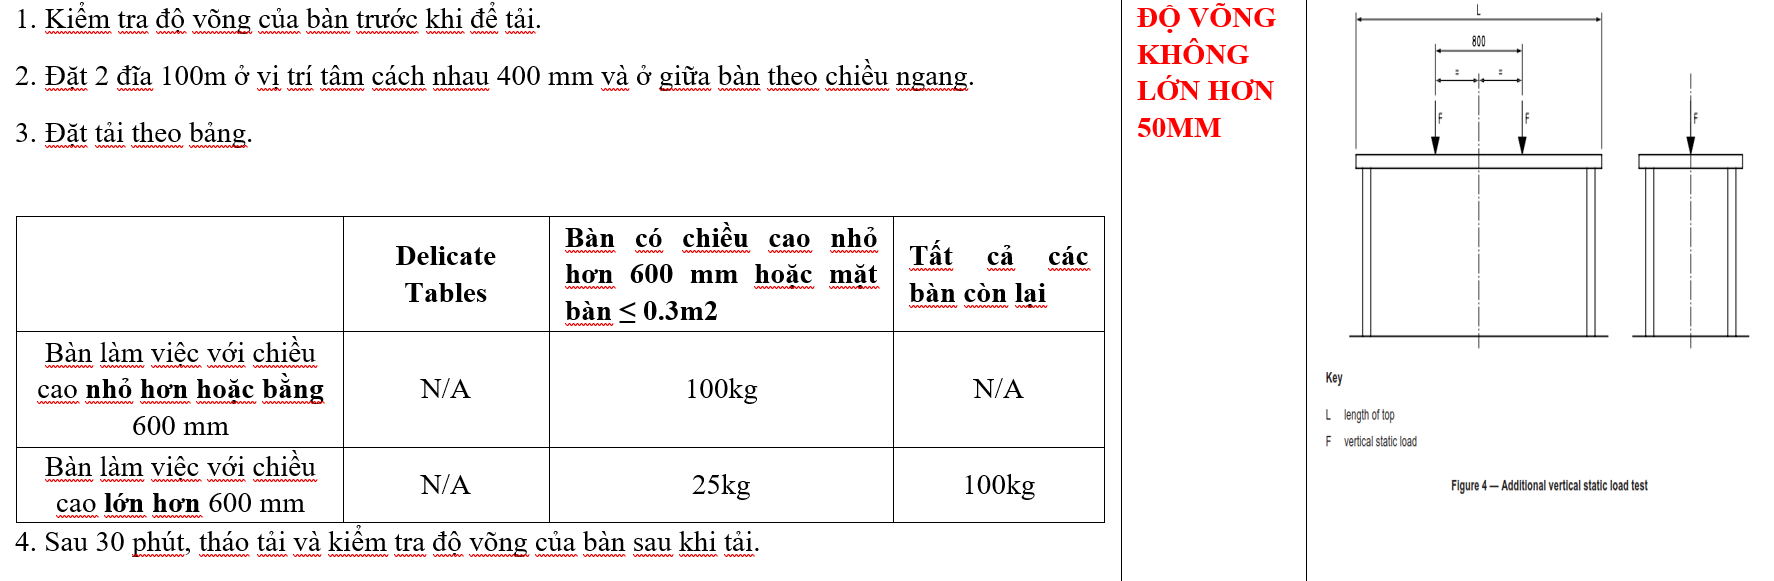 1. Kiểm tra độ võng của bàn trước khi để tải.
2. Đặt 2 đĩa 100m ở vị trí tâm cách nhau 400 mm và ở giữa bàn theo chiều ngang.
3. Đặt tải theo bảng.
Delicate
Tables
Bàn có chiều cao nhỏ
hơn 600 mm hoặc mặt
bàn ≤ 0.3m2
Tất cả các
bàn còn lại
Bàn làm việc với chiều
cao nhỏ hơn hoặc bằng
600 mm
N/A
100kg
N/A
Bàn làm việc với chiều
cao lớn hơn 600 mm
N/A
25kg
100kg
4. Sau 30 phút, tháo tải và kiểm tra độ võng của bàn sau khi tải.
ĐỘ VÕNG
KHÔNG
LỚN HƠN
50MM
L
800
= =
F F F
Key
L length of top
F vertical static load
Figure 4 — Additional vertical static load test